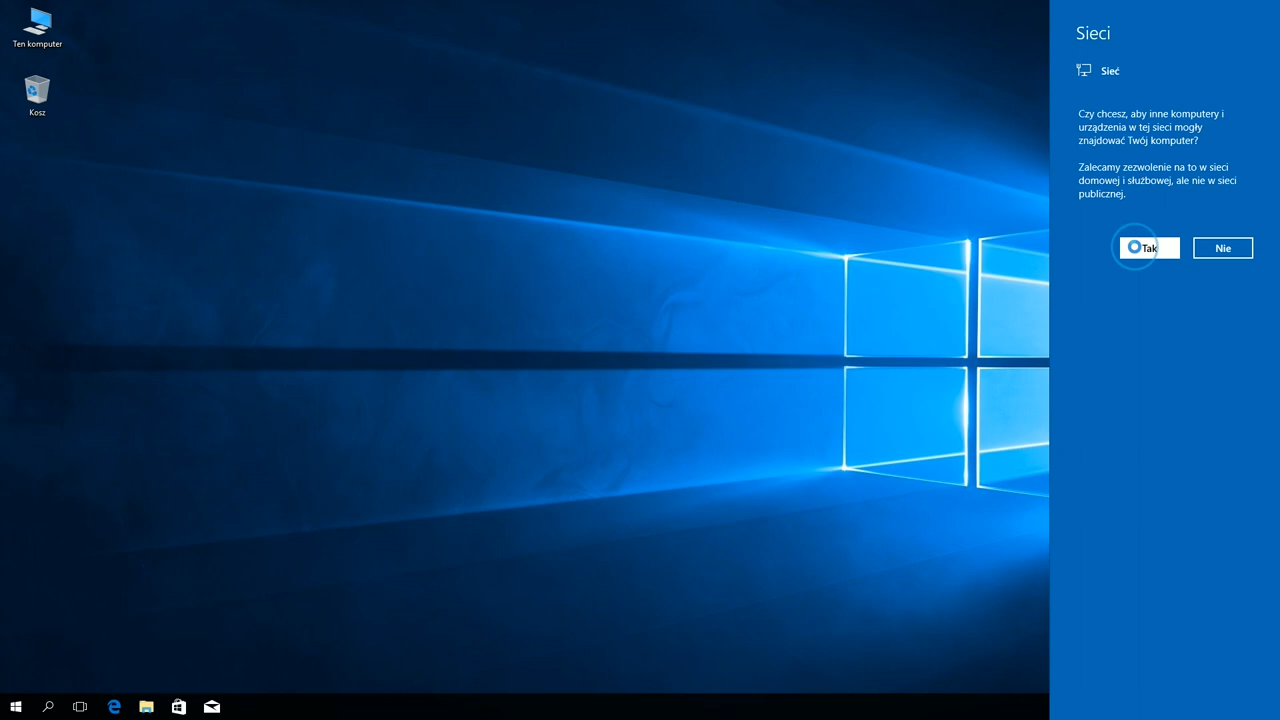 Ten komputer
Kosz
Sieci
Sieć
Czy chcesz, aby inne komputery i
urządzenia w tej sieci mogły
znajdować Twój komputer?
Zalecamy zezwolenie na to w sieci
domowej i służbowej, ale nie w sieci
publicznej.
Tak
Nie